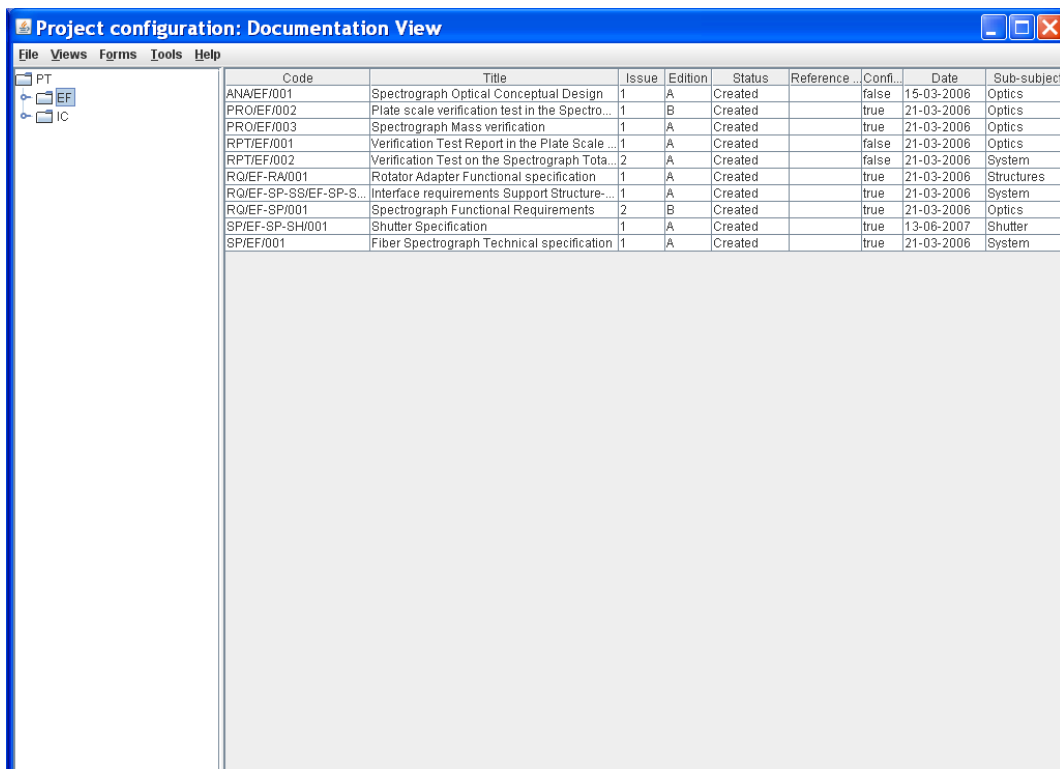 Project configuration: Documentation View
File Views Forms Tools Help
PT
EF
IC
Code Title Issue Edition Status Reference ... Confi... Date Sub-subject
ANA/EF/001 Spectrograph Optical Conceptual Design 1 A Created false 15-03-2006 Optics
PRO/EF/002 Plate scale verification test in the Spectro... 1 B Created true 21-03-2006 Optics
PRO/EF/003 Spectrograph Mass verification 1 A Created true 21-03-2006 System
RPT/EF/001 Verification Test Report in the Plate Scale ... 1 A Created false 21-03-2006 Optics
RPT/EF/002 Verification Test on the Spectrograph Tota... 2 A Created false 21-03-2006 System
RQ/EF-RA/001 Rotator Adapter Functional specification 1 A Created true 21-03-2006 Structures
RQ/EF-SP-SS/EF-SP-S... Interface requirements Support Structure-... 1 A Created true 21-03-2006 System
RQ/EF-SP/001 Spectrograph Functional Requirements 2 B Created true 21-03-2006 Optics
SP/EF-SP-SH/001 Shutter Specification 1 A Created true 13-06-2007 Shutter
SP/EF/001 Fiber Spectrograph Technical specification 1 A Created true 21-03-2006 System